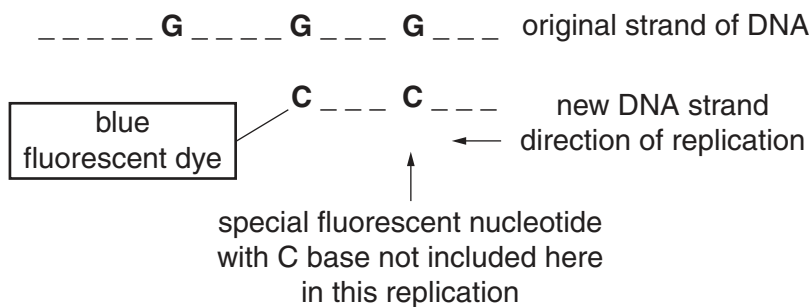 _ _ _ _ _ G _ _ _ _ G _ _ _ G _ _ _ original strand of DNA
C _ _ _ C _ _ _ new DNA strand
direction of replication
blue
fluorescent dye
special fluorescent nucleotide
with C base not included here
in this replication